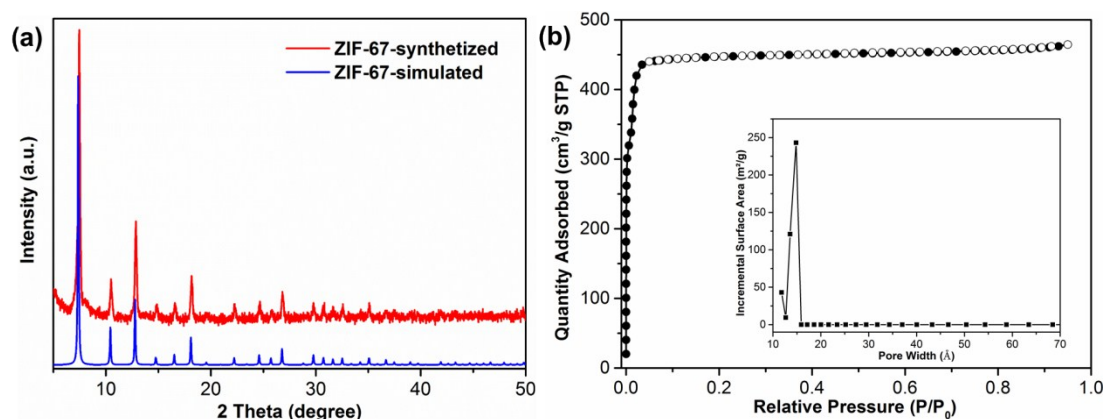 (a)
ZIF-67-synthetized
ZIF-67-simulated
Intensity (a.u.)
10 20 30 40 50
2 Theta (degree)
(b)
500
400
300
200
100
0
Quantity Adsorbed (cm³/g STP)
0.0 0.2 0.4 0.6 0.8 1.0
Relative Pressure (P/P₀)
250
200
150
100
50
0
Incremental Surface Area (m²/g)
10 20 30 40 50 60 70
Pore Width (Å)